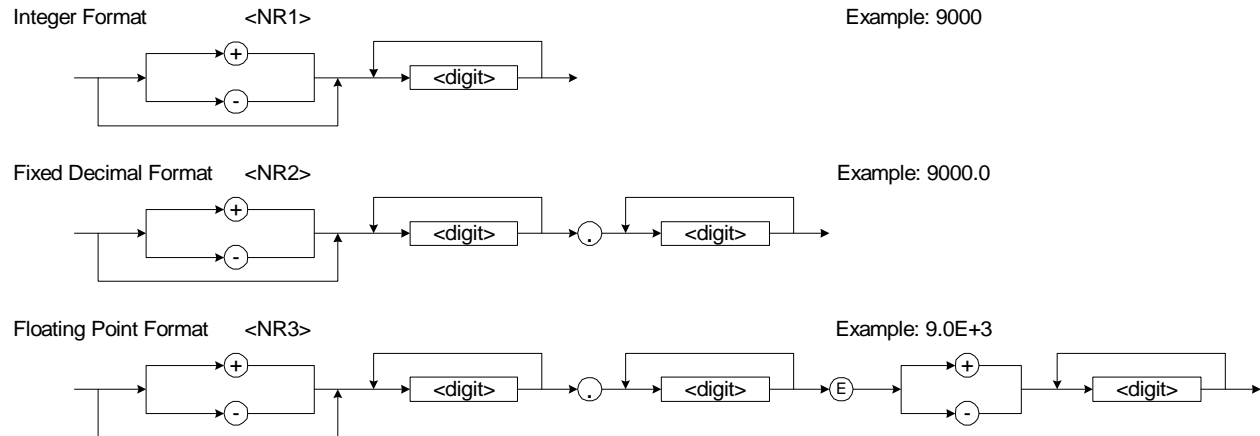 Integer Format <NR1> Example: 9000
+
<digit>
-
Fixed Decimal Format <NR2> Example: 9000.0
+
<digit> . <digit>
-
Floating Point Format <NR3> Example: 9.0E+3
+ +
<digit> . <digit> E <digit>
- -